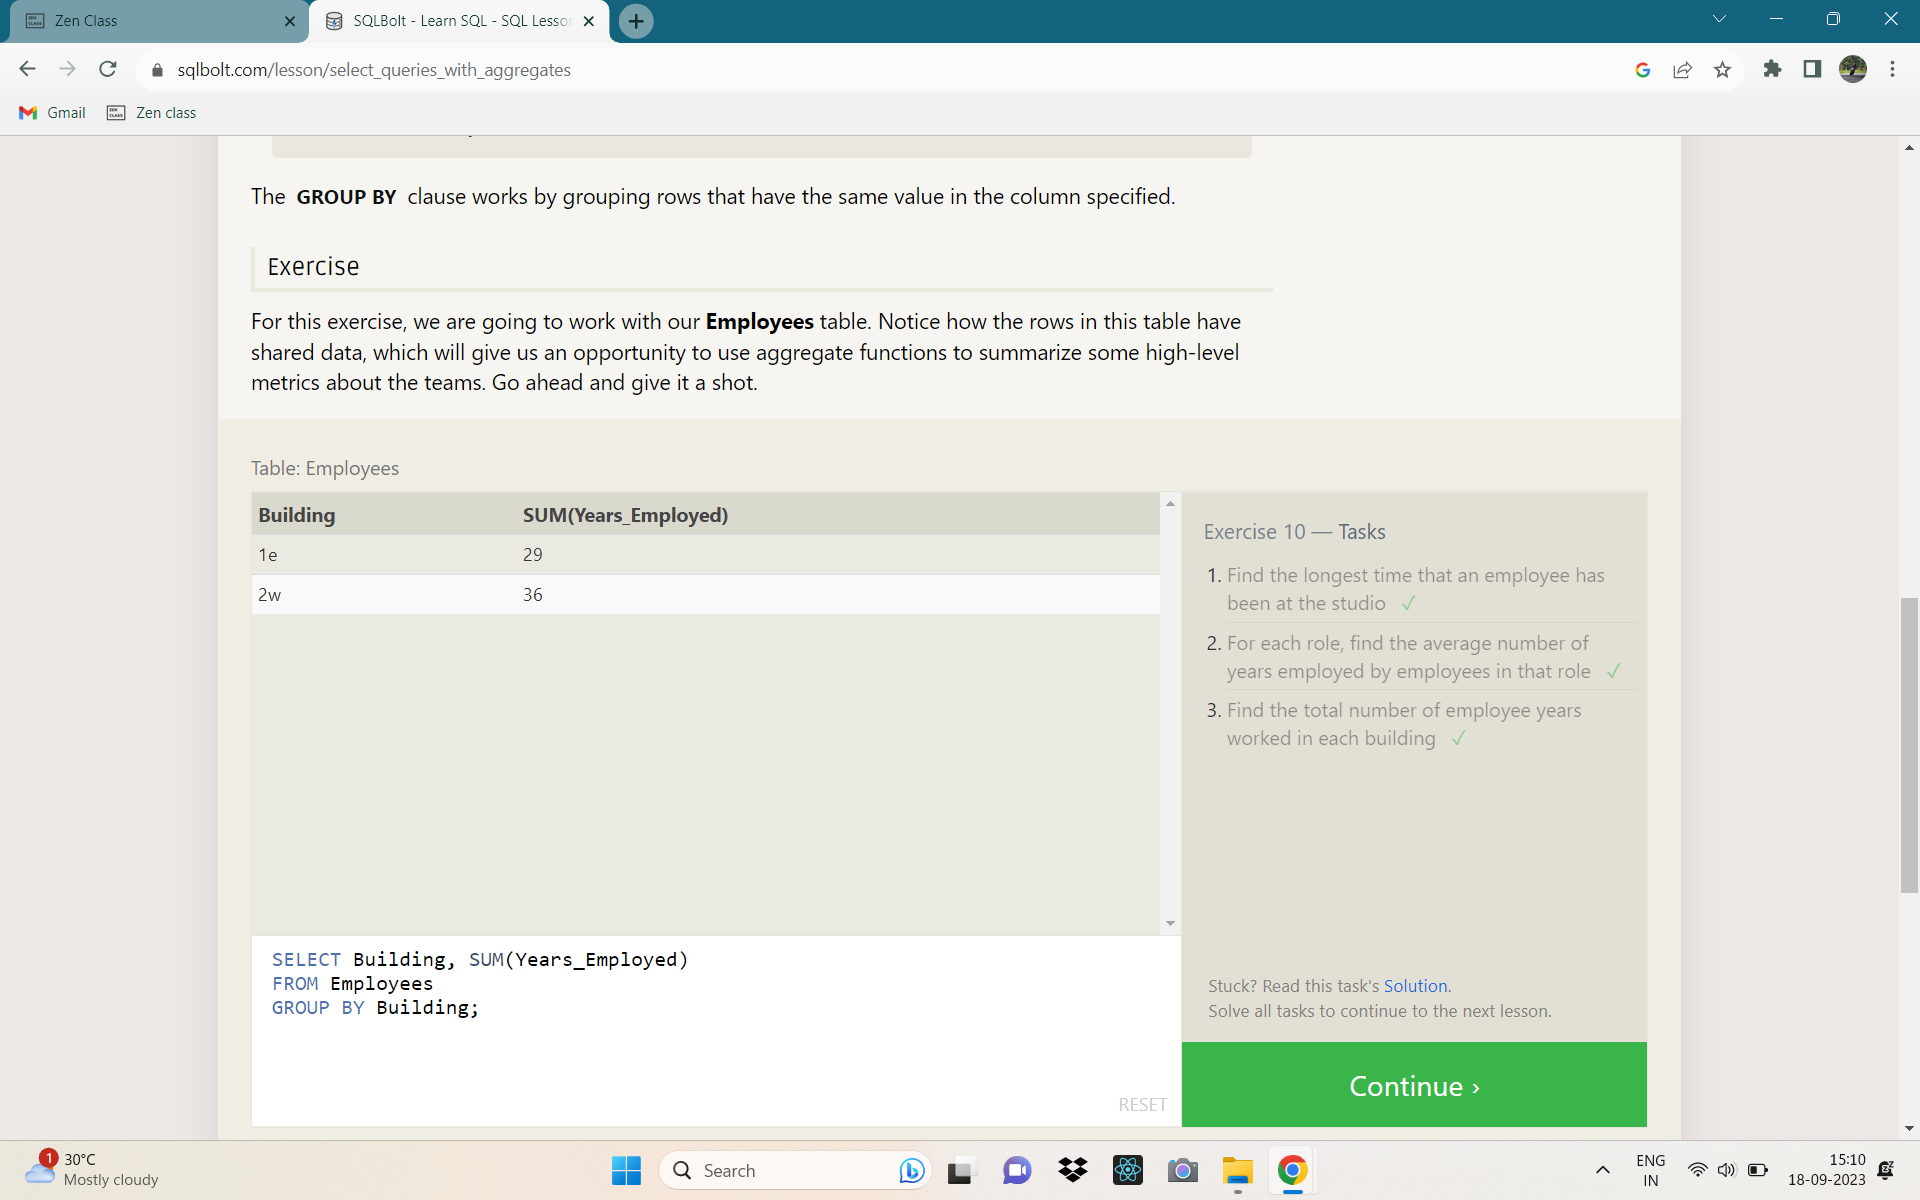 Zen Class
SQLBolt - Learn SQL - SQL Lesson
sqlbolt.com/lesson/select_queries_with_aggregates
Gmail
Zen class
The GROUP BY clause works by grouping rows that have the same value in the column specified.
Exercise
For this exercise, we are going to work with our Employees table. Notice how the rows in this table have
shared data, which will give us an opportunity to use aggregate functions to summarize some high-level
metrics about the teams. Go ahead and give it a shot.
Table: Employees
Building SUM(Years_Employed)
1e 29
2w 36
SELECT Building, SUM(Years_Employed)
FROM Employees
GROUP BY Building;
RESET
Exercise 10 — Tasks
1. Find the longest time that an employee has
been at the studio ✓
2. For each role, find the average number of
years employed by employees in that role ✓
3. Find the total number of employee years
worked in each building ✓
Stuck? Read this task's Solution.
Solve all tasks to continue to the next lesson.
Continue ›
1
30°C
Mostly cloudy
Search
ENG
IN
15:10
18-09-2023